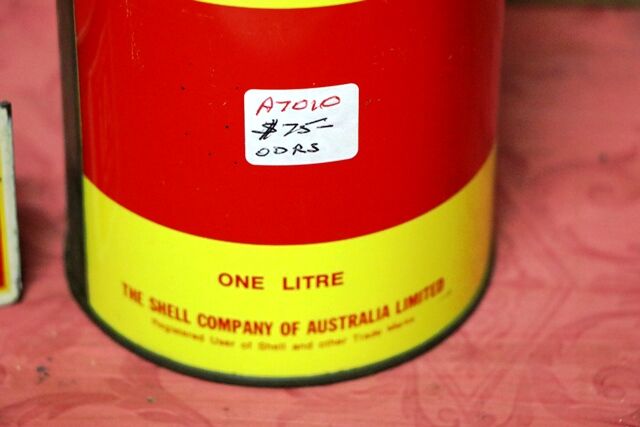 A7010
$75-
ODRS
ONE LITRE
THE SHELL COMPANY OF AUSTRALIA LIMITED
Registered User of Shell and other Trade Marks